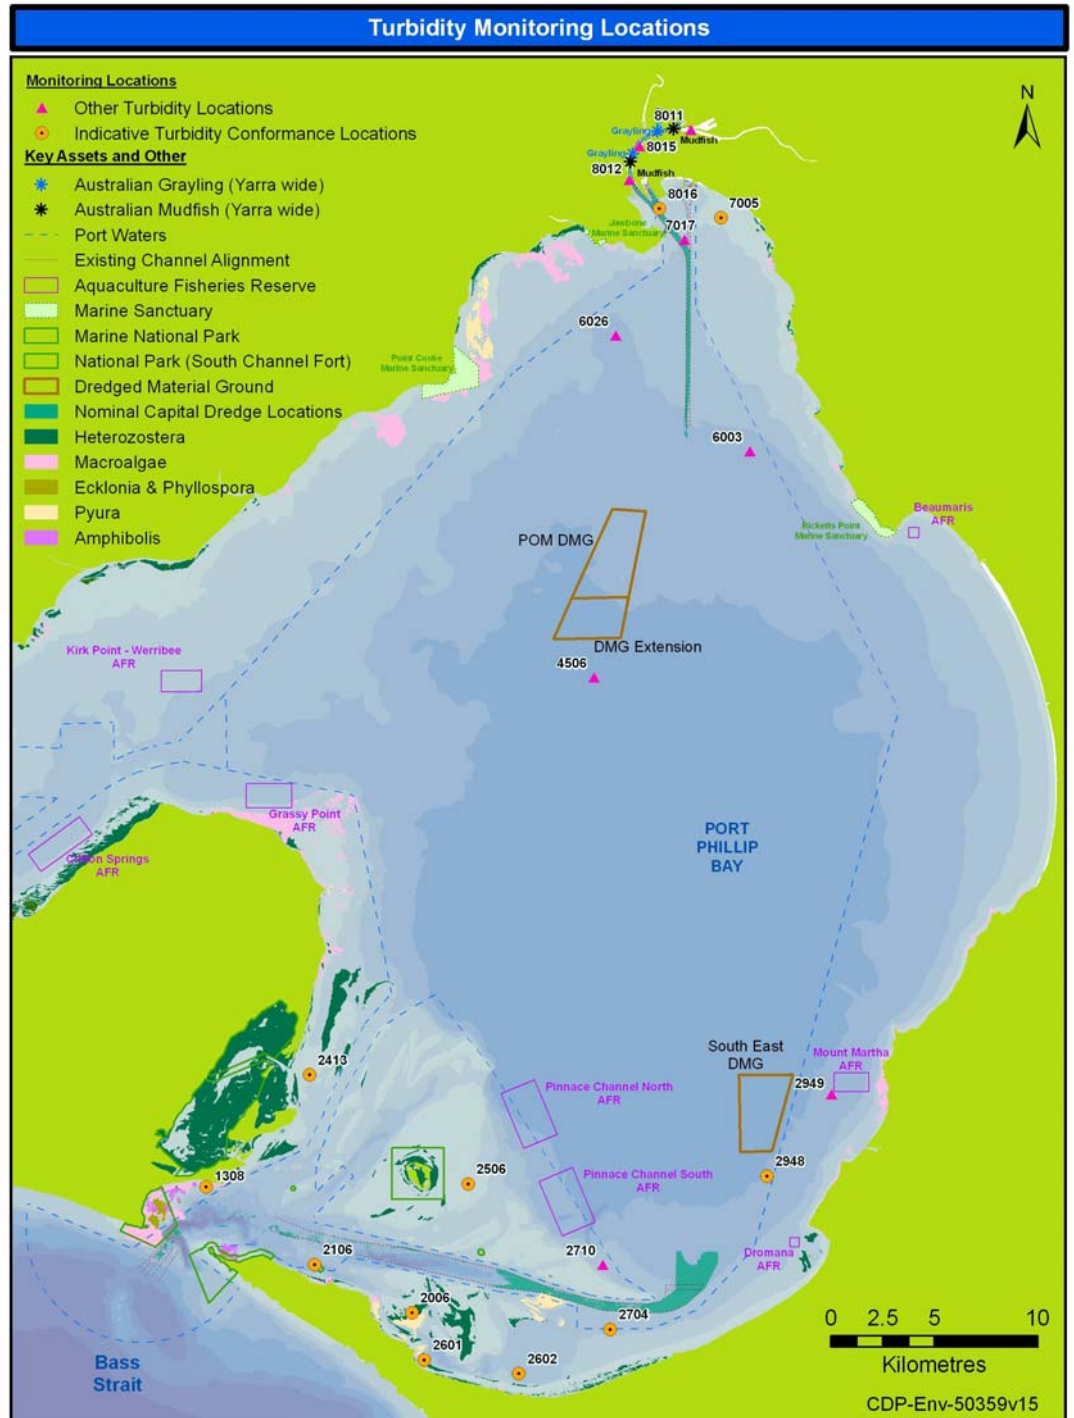 Turbidity Monitoring Locations
Monitoring Locations
Other Turbidity Locations
Indicative Turbidity Conformance Locations
Key Assets and Other
Australian Grayling (Yarra wide)
Australian Mudfish (Yarra wide)
Port Waters
Existing Channel Alignment
Aquaculture Fisheries Reserve
Marine Sanctuary
Marine National Park
National Park (South Channel Fort)
Dredged Material Ground
Nominal Capital Dredge Locations
Heterozostera
Macroalgae
Ecklonia & Phyllospora
Pyura
Amphibolis
N
8011
Grayling
Mudfish
8015
Grayling
8012
Mudfish
8016
7005
Jawbone
Marine Sanctuary
7017
6026
Point Cooke
Marine Sanctuary
6003
Beaumaris
AFR
Ricketts Point
Marine Sanctuary
POM DMG
DMG Extension
4506
Kirk Point - Werribee
AFR
Grassy Point
AFR
Clifton Springs
AFR
PORT
PHILLIP
BAY
South East
DMG
Mount Martha
AFR
2949
2413
Pinnace Channel North
AFR
2948
2506
1308
Pinnace Channel South
AFR
2710
Dromana
AFR
2106
2006
2704
2601
2602
Bass
Strait
0 2.5 5 10
Kilometres
CDP-Env-50359v15